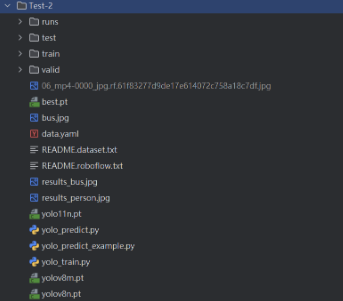 Test-2
runs
test
train
valid
06_mp4-0000_jpg.rf.61f83277d9de17e614072c758a18c7df.jpg
best.pt
bus.jpg
data.yaml
README.dataset.txt
README.roboflow.txt
results_bus.jpg
results_person.jpg
yolo11n.pt
yolo_predict.py
yolo_predict_example.py
yolo_train.py
yolov8m.pt
yolov8n.pt